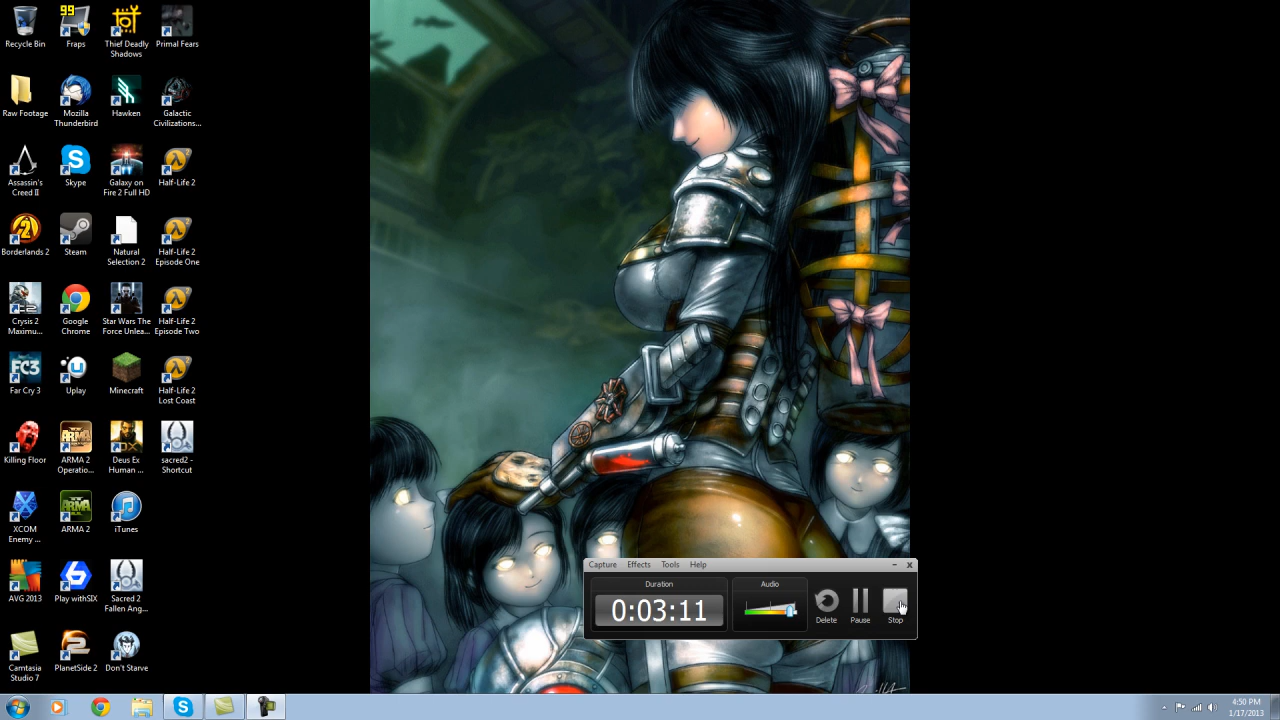 99
Recycle Bin
Fraps
Thief Deadly
Shadows
Primal Fears
Raw Footage
Mozilla
Thunderbird
Hawken
Galactic
Civilizations...
Assassin's
Creed II
Skype
Galaxy on
Fire 2 Full HD
Half-Life 2
Borderlands 2
Steam
Natural
Selection 2
Half-Life 2
Episode One
Crysis 2
Maximu...
Google
Chrome
Star Wars The
Force Unlea...
Half-Life 2
Episode Two
FC3
Far Cry 3
Uplay
Minecraft
Half-Life 2
Lost Coast
Killing Floor
ARMA 2
Operatio...
Deus Ex
Human ...
sacred2 -
Shortcut
XCOM
Enemy ...
ARMA 2
iTunes
AVG 2013
Play withSIX
Sacred 2
Fallen Ang...
Camtasia
Studio 7
PlanetSide 2
Don't Starve
Capture Effects Tools Help
Duration
0:03:11
Audio
Delete
Pause
Stop
4:50 PM
1/17/2013